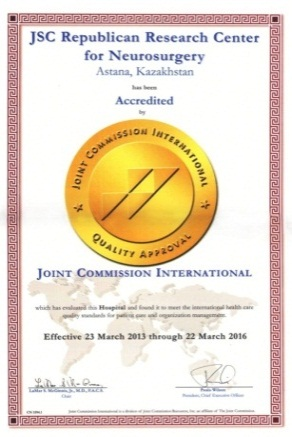 JSC Republican Research Center
for Neurosurgery
Astana, Kazakhstan
has been
Accredited
by
JOINT COMMISSION INTERNATIONAL
QUALITY APPROVAL
JOINT COMMISSION INTERNATIONAL
which has evaluated this Hospital and found it to meet the international health care
quality standards for patient care and organization management.
Effective 23 March 2013 through 22 March 2016
Chair
Paula Wilson
President, Chief Executive Officer
Joint Commission International is a division of Joint Commission Resources, Inc. an affiliate of The Joint Commission